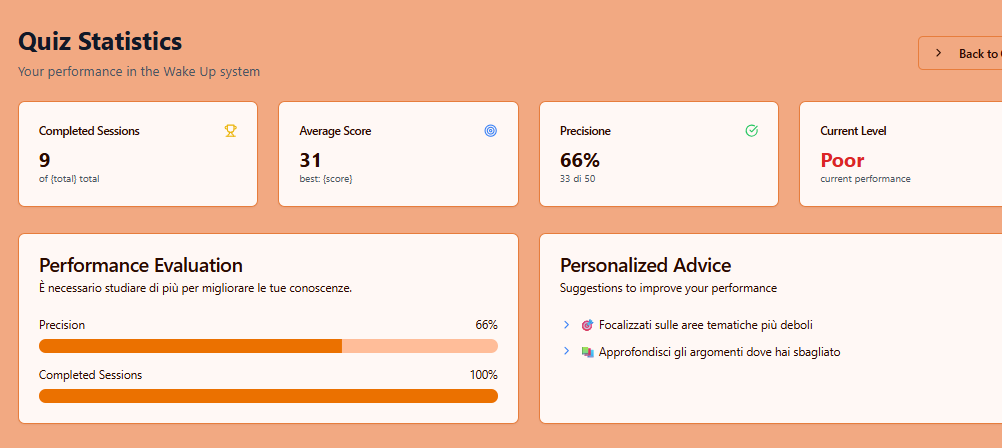 Quiz Statistics
Your performance in the Wake Up system
Back to
Completed Sessions
9
of {total} total
Average Score
31
best: {score}
Precisione
66%
33 di 50
Current Level
Poor
current performance
Performance Evaluation
È necessario studiare di più per migliorare le tue conoscenze.
Precision 66%
Completed Sessions 100%
Personalized Advice
Suggestions to improve your performance
Focalizzati sulle aree tematiche più deboli
Approfondisci gli argomenti dove hai sbagliato